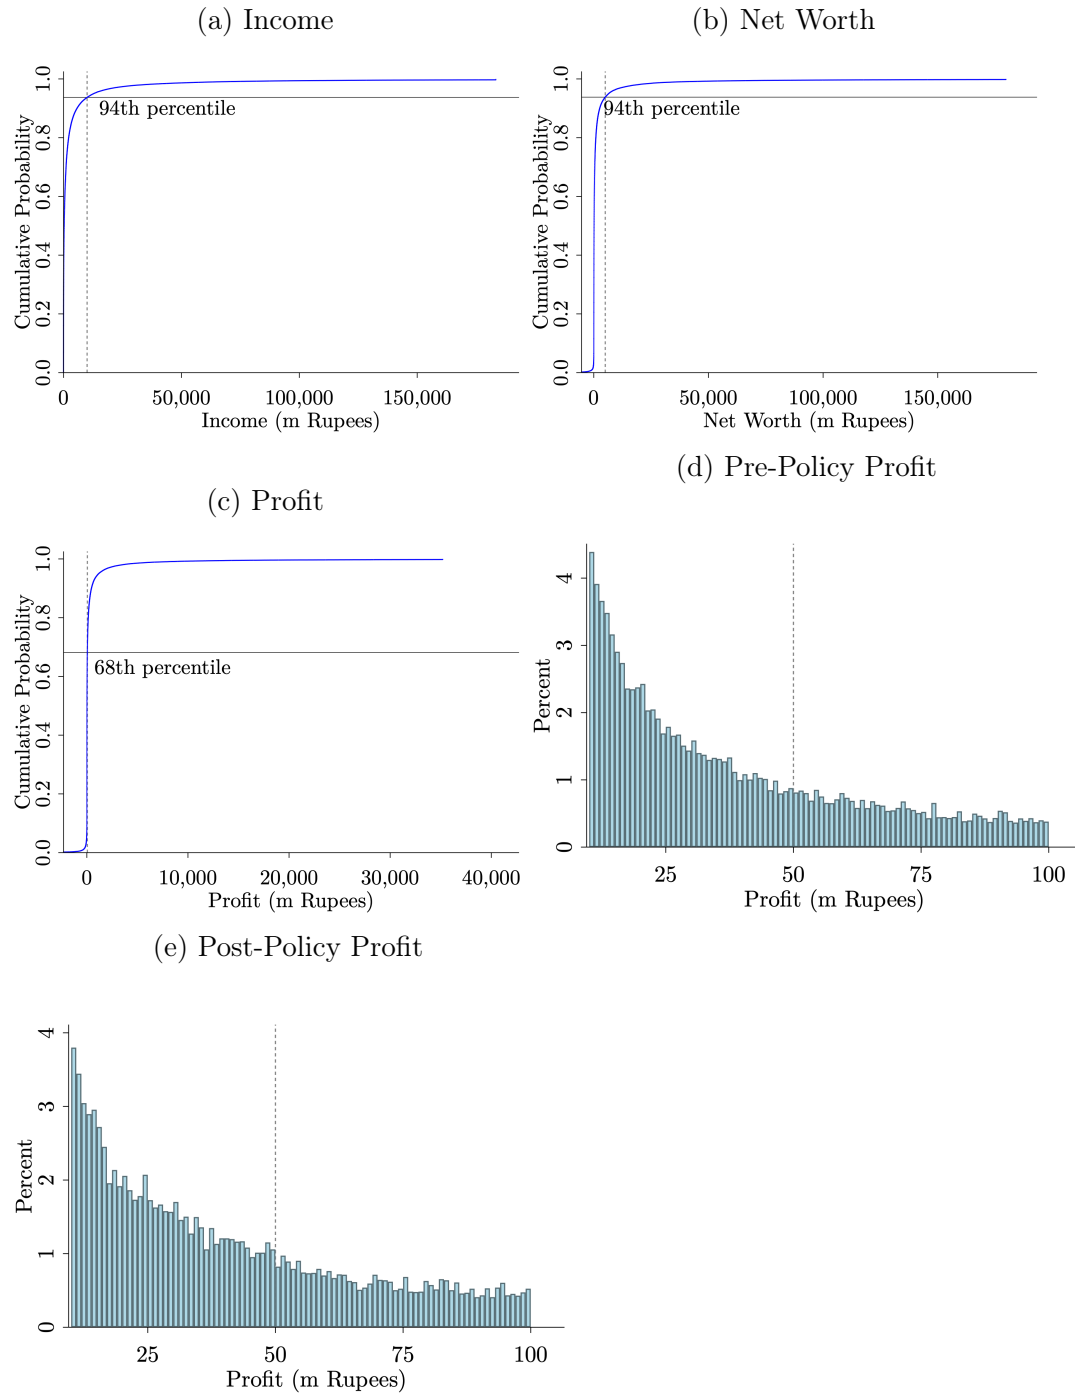 (a) Income
Cumulative Probability
1.0
0.8
0.6
0.4
0.2
0.0
94th percentile
0 50,000 100,000 150,000
Income (m Rupees)
(b) Net Worth
Cumulative Probability
1.0
0.8
0.6
0.4
0.2
0.0
94th percentile
0 50,000 100,000 150,000
Net Worth (m Rupees)
(c) Profit
Cumulative Probability
1.0
0.8
0.6
0.4
0.2
0.0
68th percentile
0 10,000 20,000 30,000 40,000
Profit (m Rupees)
(d) Pre-Policy Profit
Percent
4
3
2
1
0
25 50 75 100
Profit (m Rupees)
(e) Post-Policy Profit
Percent
4
3
2
1
0
25 50 75 100
Profit (m Rupees)